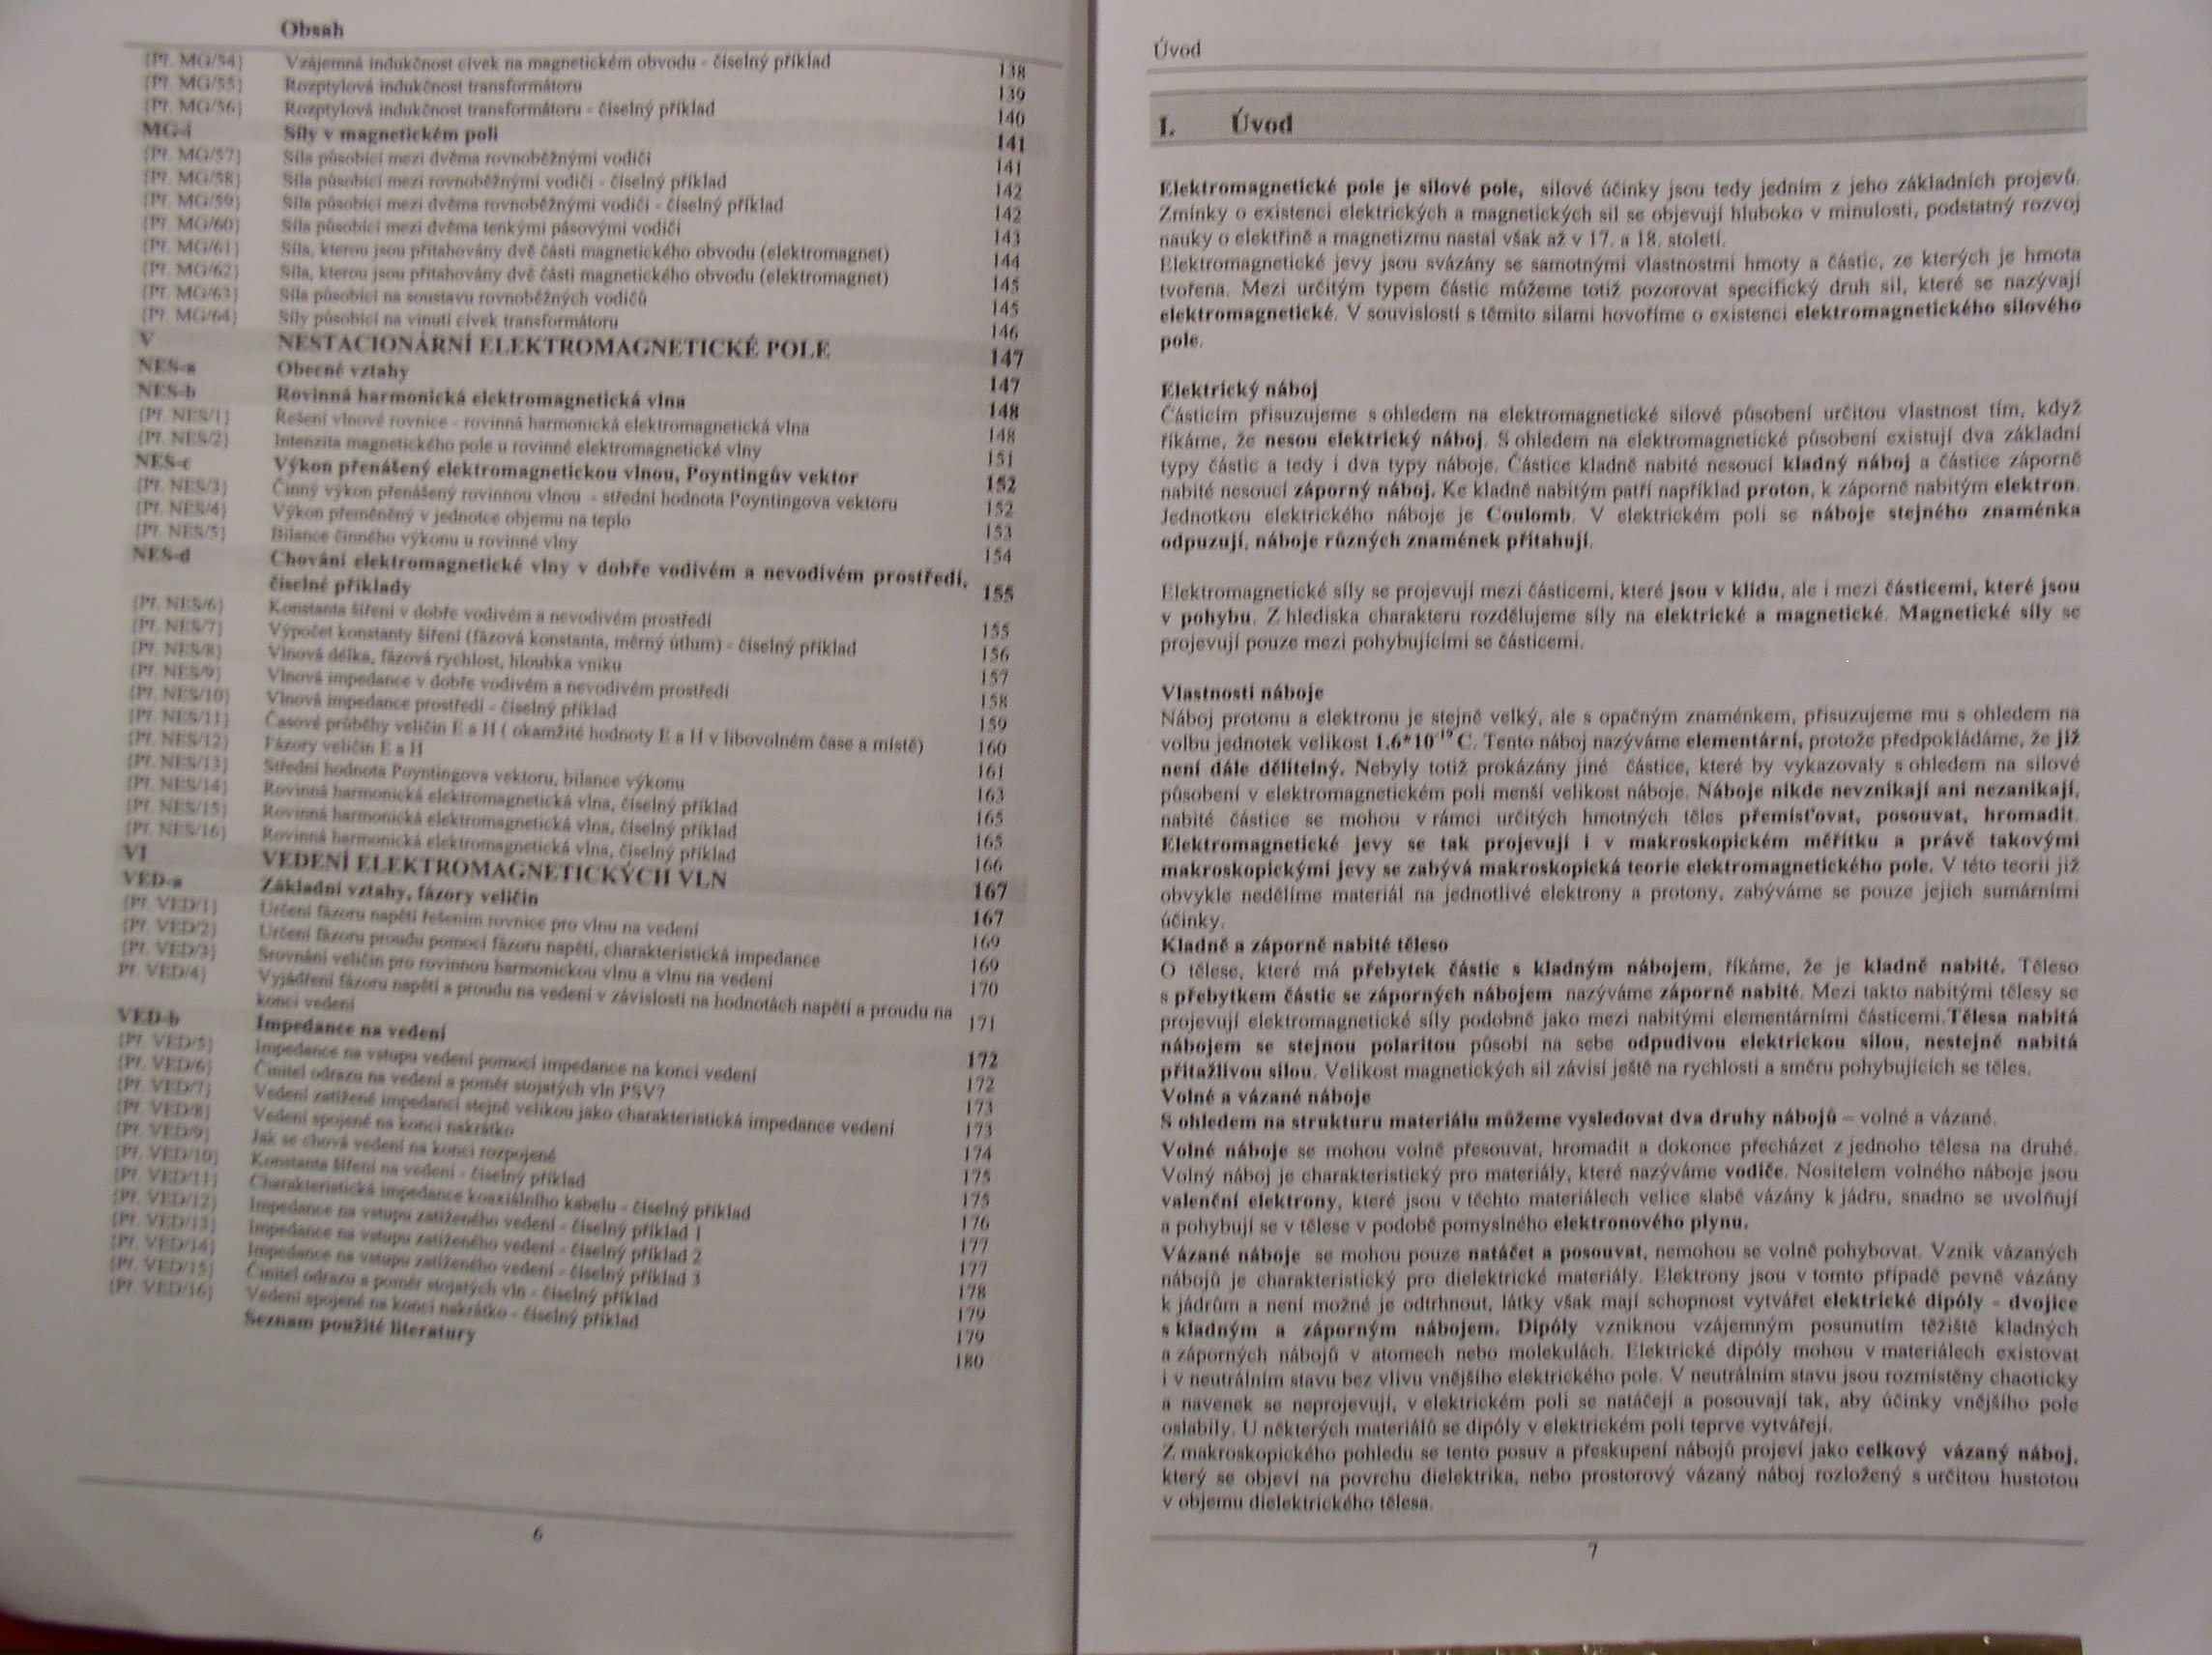 Obsah
{Př. MG/54} Vzájemná indukčnost cívek na magnetickém obvodu - číselný příklad 138
{Př. MG/55} Rozptylová indukčnost transformátoru 139
{Př. MG/56} Rozptylová indukčnost transformátoru - číselný příklad 140
MG-i Síly v magnetickém poli 141
{Př. MG/57} Síla působící mezi dvěma rovnoběžnými vodiči 141
{Př. MG/58} Síla působící mezi rovnoběžnými vodiči - číselný příklad 142
{Př. MG/59} Síla působící mezi dvěma rovnoběžnými vodiči - číselný příklad 142
{Př. MG/60} Síla působící mezi dvěma tenkými pásovými vodiči 143
{Př. MG/61} Síla, kterou jsou přitahovány dvě části magnetického obvodu (elektromagnet) 144
{Př. MG/62} Síla, kterou jsou přitahovány dvě části magnetického obvodu (elektromagnet) 145
{Př. MG/63} Síla působící na soustavu rovnoběžných vodičů 145
{Př. MG/64} Síly působící na vinutí cívek transformátoru 146
V NESTACIONÁRNÍ ELEKTROMAGNETICKÉ POLE 147
NES-a Obecné vztahy 147
NES-b Rovinná harmonická elektromagnetická vlna 148
{Př. NES/1} Řešení vlnové rovnice - rovinná harmonická elektromagnetická vlna 148
{Př. NES/2} Intenzita magnetického pole u rovinné elektromagnetické vlny 151
NES-c Výkon přenášený elektromagnetickou vlnou, Poyntingův vektor 152
{Př. NES/3} Činný výkon přenášený rovinnou vlnou - střední hodnota Poyntingova vektoru 152
{Př. NES/4} Výkon přeměněný v jednotce objemu na teplo 153
{Př. NES/5} Bilance činného výkonu u rovinné vlny 154
NES-d Chování elektromagnetické vlny v dobře vodivém a nevodivém prostředí,
číselné příklady 155
{Př. NES/6} Konstanta šíření v dobře vodivém a nevodivém prostředí 155
{Př. NES/7} Výpočet konstanty šíření (fázová konstanta, měrný útlum) - číselný příklad 156
{Př. NES/8} Vlnová délka, fázová rychlost, hloubka vniku 157
{Př. NES/9} Vlnová impedance v dobře vodivém a nevodivém prostředí 158
{Př. NES/10} Vlnová impedance prostředí - číselný příklad 159
{Př. NES/11} Časové průběhy veličin E a H ( okamžité hodnoty E a H v libovolném čase a místě) 160
{Př. NES/12} Fázory veličin E a H 161
{Př. NES/13} Střední hodnota Poyntingova vektoru, bilance výkonu 163
{Př. NES/14} Rovinná harmonická elektromagnetická vlna, číselný příklad 165
{Př. NES/15} Rovinná harmonická elektromagnetická vlna, číselný příklad 165
{Př. NES/16} Rovinná harmonická elektromagnetická vlna, číselný příklad 166
VI VEDENÍ ELEKTROMAGNETICKÝCH VLN 167
VED-a Základní vztahy, fázory veličin 167
{Př. VED/1} Určení fázoru napětí řešením rovnice pro vlnu na vedení 169
{Př. VED/2} Určení fázoru proudu pomocí fázoru napětí, charakteristická impedance 169
{Př. VED/3} Srovnání veličin pro rovinnou harmonickou vlnu a vlnu na vedení 170
Př. VED/4} Vyjádření fázoru napětí a proudu na vedení v závislosti na hodnotách napětí a proudu na
konci vedení 171
VED-b Impedance na vedení 172
{Př. VED/5} Impedance na vstupu vedení pomocí impedance na konci vedení 172
{Př. VED/6} Činitel odrazu na vedení a poměr stojatých vln PSV? 173
{Př. VED/7} Vedení zatížené impedancí stejně velikou jako charakteristická impedance vedení 173
{Př. VED/8} Vedení spojené na konci nakrátko 174
{Př. VED/9} Jak se chová vedení na konci rozpojené 175
{Př. VED/10} Konstanta šíření na vedení - číselný příklad 175
{Př. VED/11} Charakteristická impedance koaxiálního kabelu - číselný příklad 176
{Př. VED/12} Impedance na vstupu zatíženého vedení - číselný příklad 1 177
{Př. VED/13} Impedance na vstupu zatíženého vedení - číselný příklad 2 177
{Př. VED/14} Impedance na vstupu zatíženého vedení - číselný příklad 3 178
{Př. VED/15} Činitel odrazu a poměr stojatých vln - číselný příklad 179
{Př. VED/16} Vedení spojené na konci nakrátko - číselný příklad 179
Seznam použité literatury 180
6
Úvod
I. Úvod
Elektromagnetické pole je silové pole, silové účinky jsou tedy jedním z jeho základních projevů.
Zmínky o existenci elektrických a magnetických sil se objevují hluboko v minulosti, podstatný rozvoj
nauky o elektřině a magnetizmu nastal však až v 17. a 18. století.
Elektromagnetické jevy jsou svázány se samotnými vlastnostmi hmoty a částic, ze kterých je hmota
tvořena. Mezi určitým typem částic můžeme totiž pozorovat specifický druh sil, které se nazývají
elektromagnetické. V souvislosti s těmito silami hovoříme o existenci elektromagnetického silového
pole.
Elektrický náboj
Částicím přisuzujeme s ohledem na elektromagnetické silové působení určitou vlastnost tím, když
říkáme, že nesou elektrický náboj. S ohledem na elektromagnetické působení existují dva základní
typy částic a tedy i dva typy náboje. Částice kladně nabité nesoucí kladný náboj a částice záporně
nabité nesoucí záporný náboj. Ke kladně nabitým patří například proton, k záporně nabitým elektron.
Jednotkou elektrického náboje je Coulomb. V elektrickém poli se náboje stejného znaménka
odpuzují, náboje různých znamének přitahují.
Elektromagnetické síly se projevují mezi částicemi, které jsou v klidu, ale i mezi částicemi, které jsou
v pohybu. Z hlediska charakteru rozdělujeme síly na elektrické a magnetické. Magnetické síly se
projevují pouze mezi pohybujícími se částicemi.
Vlastnosti náboje
Náboj protonu a elektronu je stejně velký, ale s opačným znaménkem, přisuzujeme mu s ohledem na
volbu jednotek velikost 1.6*10⁻¹⁹ C. Tento náboj nazýváme elementární, protože předpokládáme, že již
není dále dělitelný. Nebyly totiž prokázány jiné částice, které by vykazovaly s ohledem na silové
působení v elektromagnetickém poli menší velikost náboje. Náboje nikde nevznikají ani nezanikají,
nabité částice se mohou v rámci určitých hmotných těles přemísťovat, posouvat, hromadit.
Elektromagnetické jevy se tak projevují i v makroskopickém měřítku a právě takovými
makroskopickými jevy se zabývá makroskopická teorie elektromagnetického pole. V této teorii již
obvykle nedělíme materiál na jednotlivé elektrony a protony, zabýváme se pouze jejich sumárními
účinky.
Kladně a záporně nabité těleso
O tělese, které má přebytek částic s kladným nábojem, říkáme, že je kladně nabité. Těleso
s přebytkem částic se záporných nábojem nazýváme záporně nabité. Mezi takto nabitými tělesy se
projevují elektromagnetické síly podobně jako mezi nabitými elementárními částicemi.Tělesa nabitá
nábojem se stejnou polaritou působí na sebe odpudivou elektrickou silou, nestejně nabitá
přitažlivou silou. Velikost magnetických sil závisí ještě na rychlosti a směru pohybujících se těles.
Volné a vázané náboje
S ohledem na strukturu materiálu můžeme vysledovat dva druhy nábojů – volné a vázané.
Volné náboje se mohou volně přesouvat, hromadit a dokonce přecházet z jednoho tělesa na druhé.
Volný náboj je charakteristický pro materiály, které nazýváme vodiče. Nositelem volného náboje jsou
valenční elektrony, které jsou v těchto materiálech velice slabě vázány k jádru, snadno se uvolňují
a pohybují se v tělese v podobě pomyslného elektronového plynu.
Vázané náboje se mohou pouze natáčet a posouvat, nemohou se volně pohybovat. Vznik vázaných
nábojů je charakteristický pro dielektrické materiály. Elektrony jsou v tomto případě pevně vázány
k jádrům a není možné je odtrhnout, látky však mají schopnost vytvářet elektrické dipóly - dvojice
s kladným a záporným nábojem. Dipóly vzniknou vzájemným posunutím těžiště kladných
a záporných nábojů v atomech nebo molekulách. Elektrické dipóly mohou v materiálech existovat
i v neutrálním stavu bez vlivu vnějšího elektrického pole. V neutrálním stavu jsou rozmístěny chaoticky
a navenek se neprojevují, v elektrickém poli se natáčejí a posouvají tak, aby účinky vnějšího pole
oslabily. U některých materiálů se dipóly v elektrickém poli teprve vytvářejí.
Z makroskopického pohledu se tento posuv a přeskupení nábojů projeví jako celkový vázaný náboj,
který se objeví na povrchu dielektrika, nebo prostorový vázaný náboj rozložený s určitou hustotou
v objemu dielektrického tělesa.
7